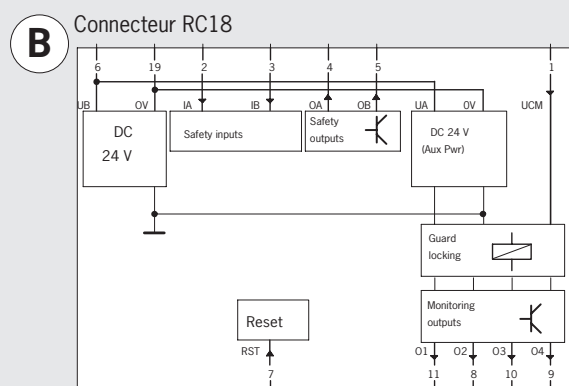 B
Connecteur RC18
6 19 2 3 4 5 1
UB 0V IA IB OA OB UA 0V UCM
DC
24 V
Safety inputs
Safety
outputs
DC 24 V
(Aux Pwr)
Guard
locking
Monitoring
outputs
Reset
RST
O1 O2 O3 O4
7 11 8 10 9